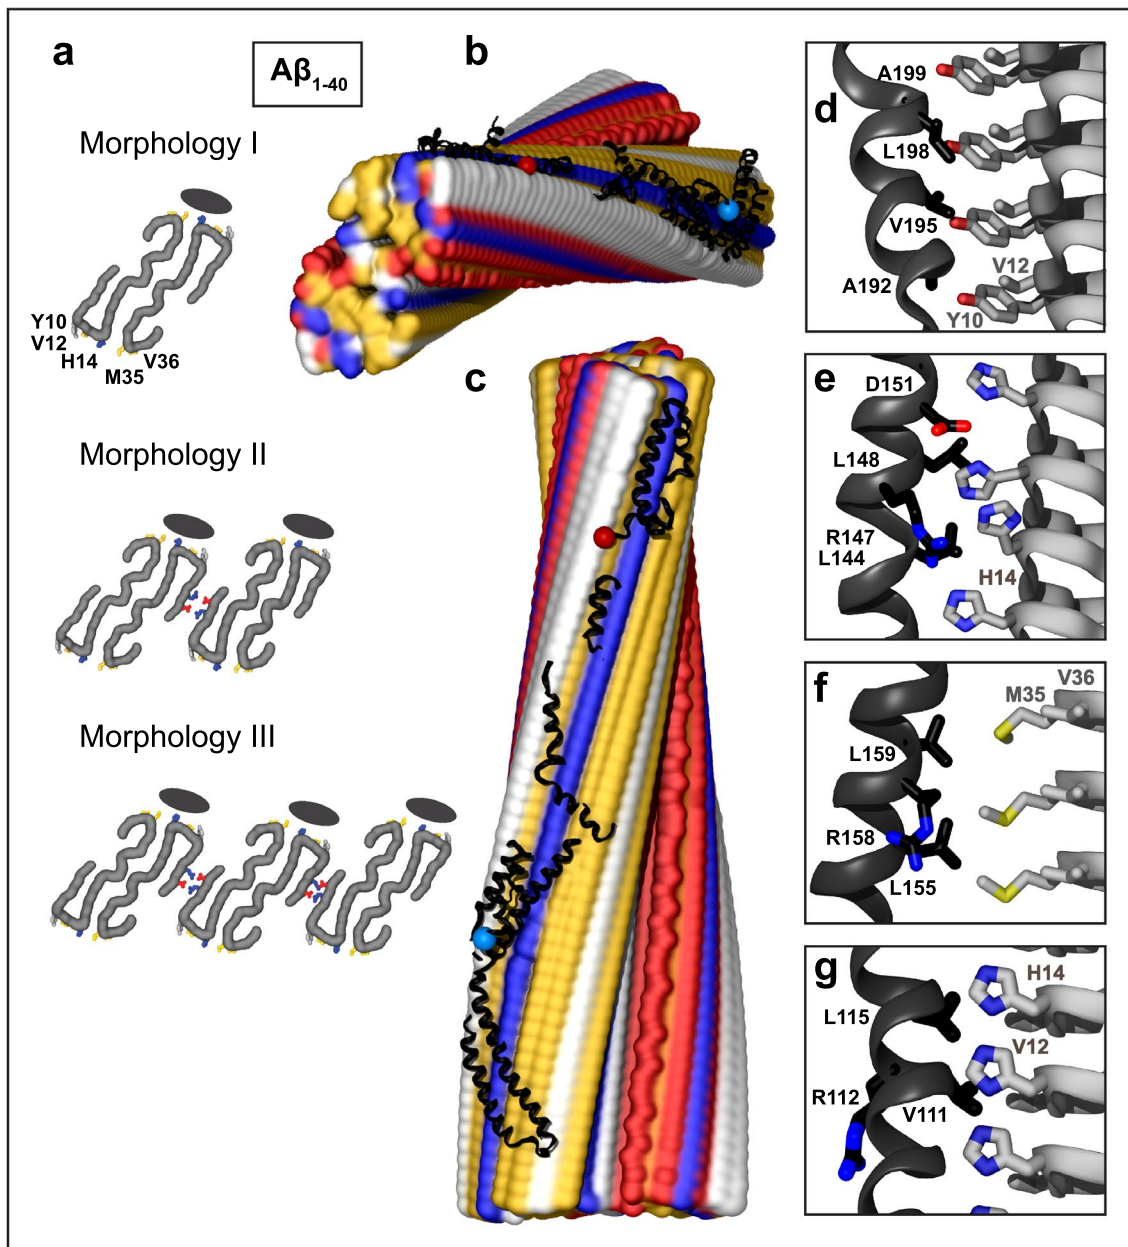 a
Aβ1-40
Morphology I
Y10
V12
H14
M35
V36
Morphology II
Morphology III
b
c
d
A199
L198
V195
A192
V12
Y10
e
D151
L148
R147
L144
H14
f
V36
M35
L159
R158
L155
g
H14
L115
V12
R112
V111